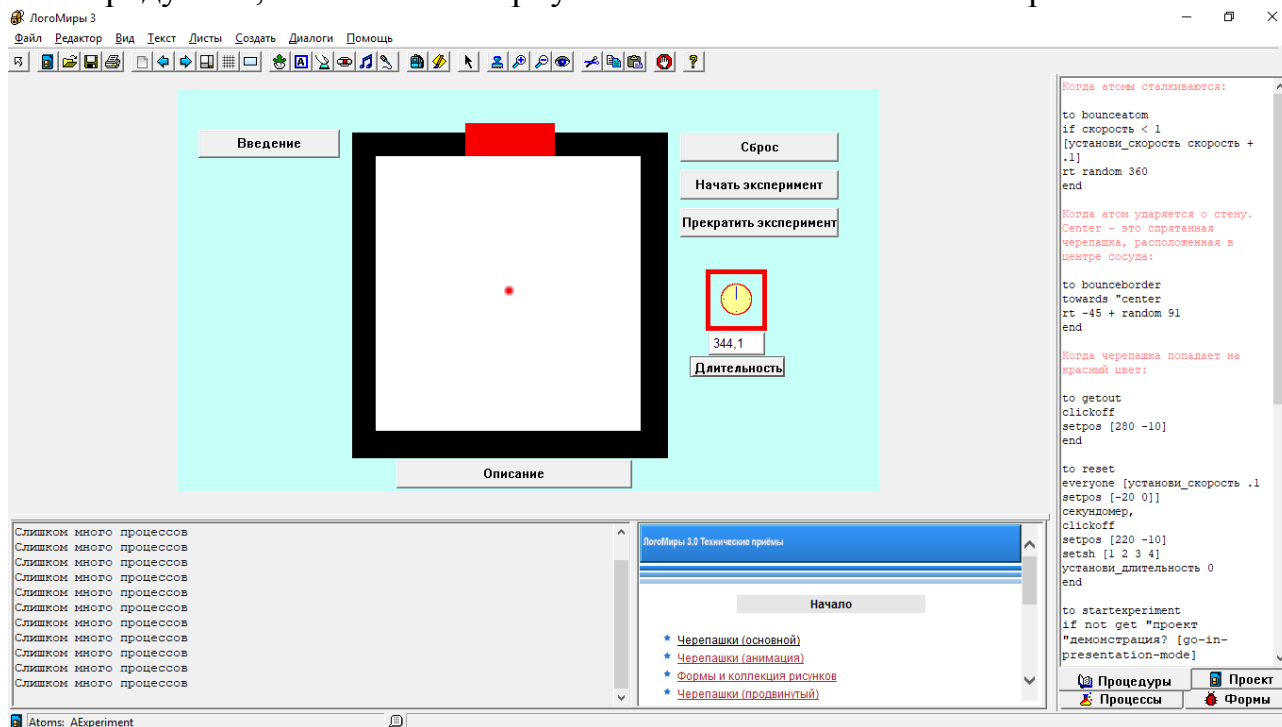 ЛогоМиры 3
Файл Редактор Вид Текст Листы Создать Диалоги Помощь
Введение
Сброс
Начать эксперимент
Прекратить эксперимент
344,1
Длительность
Описание
Когда атомы сталкиваются:
to bounceatom
if скорость < 1
[установи_скорость скорость +
.1]
rt random 360
end
Когда атом ударяется о стену.
Center - это спрятанная
черепашка, расположенная в
центре сосуда:
to bounceborder
towards "center
rt -45 + random 91
end
Когда черепашка попадает на
красный цвет:
to getout
clickoff
setpos [280 -10]
end
to reset
everyone [установи_скорость .1
setpos [-20 0]]
секундомер,
clickoff
setpos [220 -10]
setsh [1 2 3 4]
установи_длительность 0
end
to startexperiment
if not get "проект
"демонстрация? [go-in-
presentation-mode]
Процедуры
Проект
Процессы
Формы
Слишком много процессов
Слишком много процессов
Слишком много процессов
Слишком много процессов
Слишком много процессов
Слишком много процессов
Слишком много процессов
Слишком много процессов
Слишком много процессов
Слишком много процессов
Слишком много процессов
ЛогоМиры 3.0 Технические приёмы
Начало
Черепашки (основной)
Черепашки (анимация)
Формы и коллекция рисунков
Черепашки (продвинутый)
Atoms: AExperiment